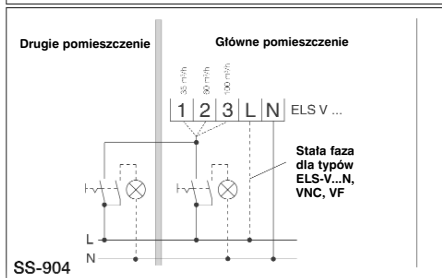 Drugie pomieszczenie
Główne pomieszczenie
35 m³/h
60 m³/h
100 m³/h
1 2 3 L N
ELS V ...
Stała faza
dla typów
ELS-V...N,
VNC, VF
L
N
SS-904